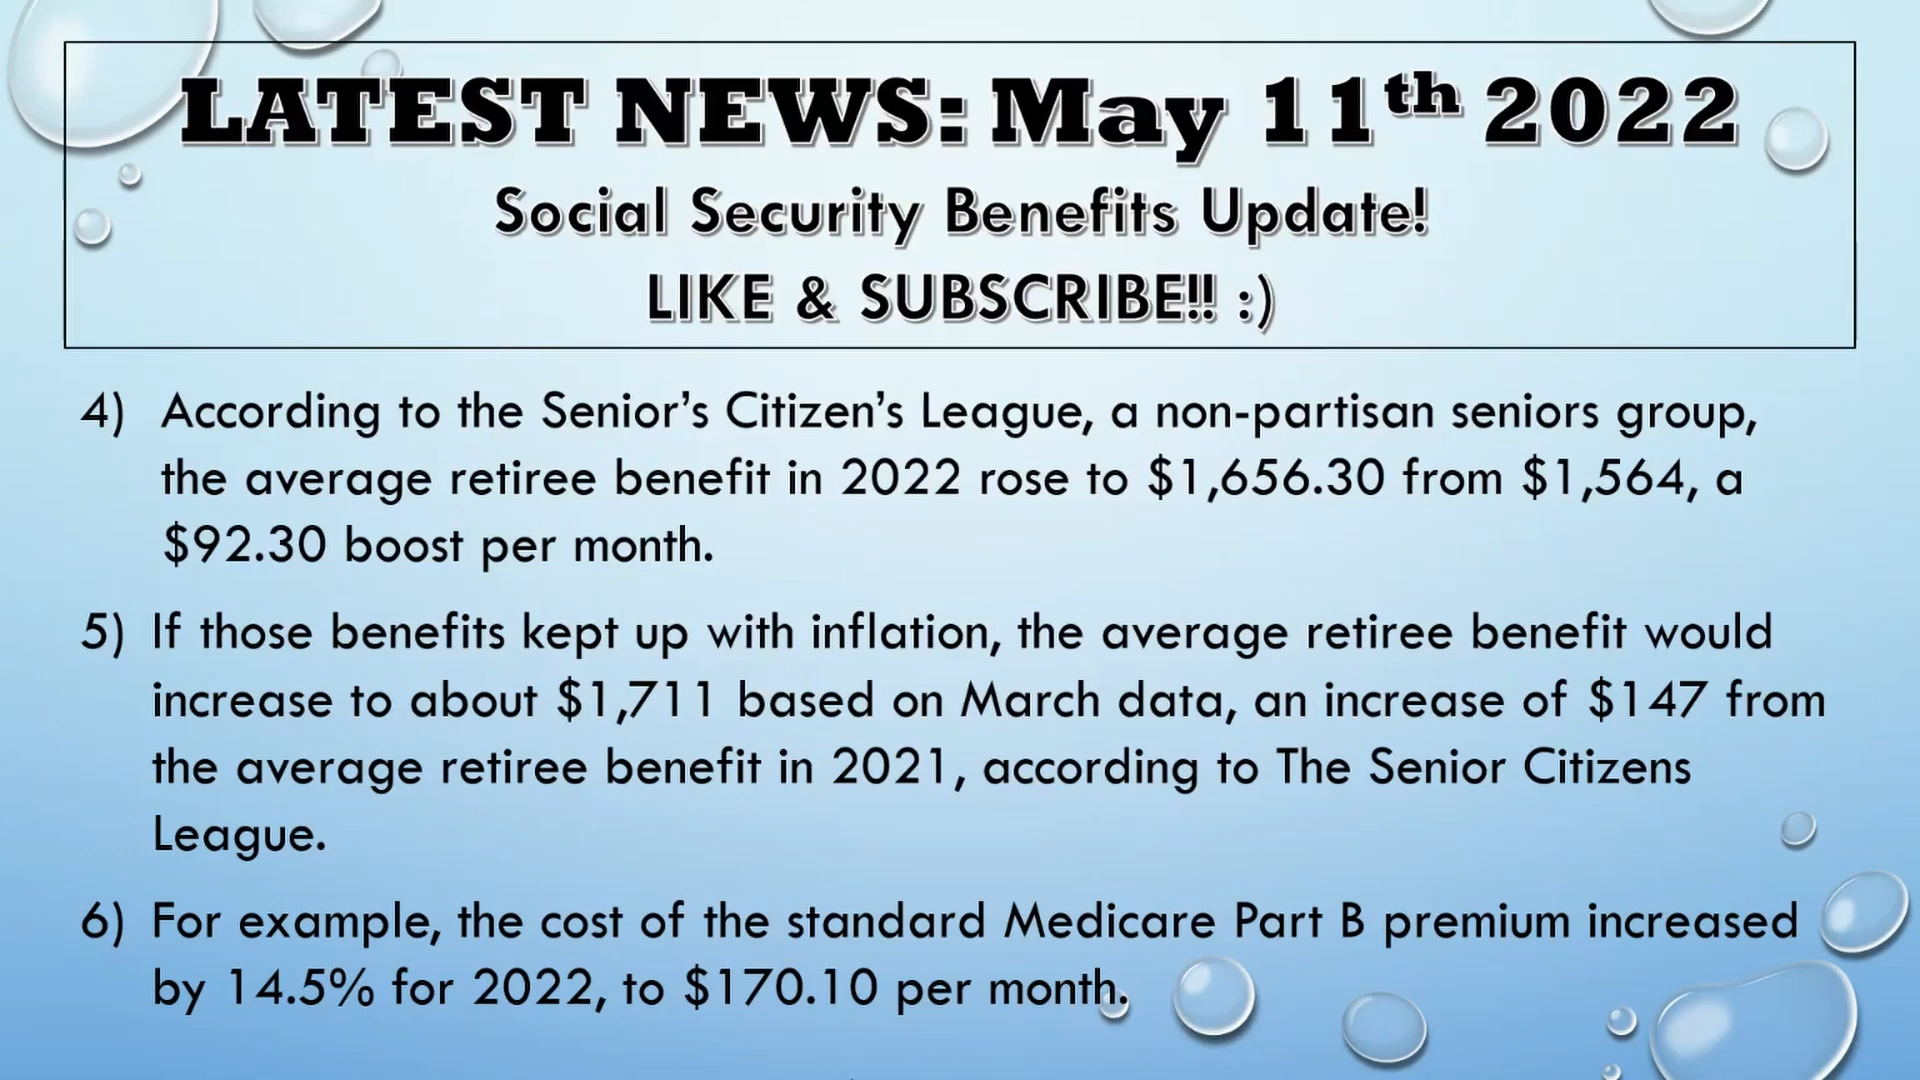 LATEST NEWS: May 11th 2022
Social Security Benefits Update!
LIKE & SUBSCRIBE!! :)
4) According to the Senior’s Citizen’s League, a non-partisan seniors group,
the average retiree benefit in 2022 rose to $1,656.30 from $1,564, a
$92.30 boost per month.
5) If those benefits kept up with inflation, the average retiree benefit would
increase to about $1,711 based on March data, an increase of $147 from
the average retiree benefit in 2021, according to The Senior Citizens
League.
6) For example, the cost of the standard Medicare Part B premium increased
by 14.5% for 2022, to $170.10 per month.